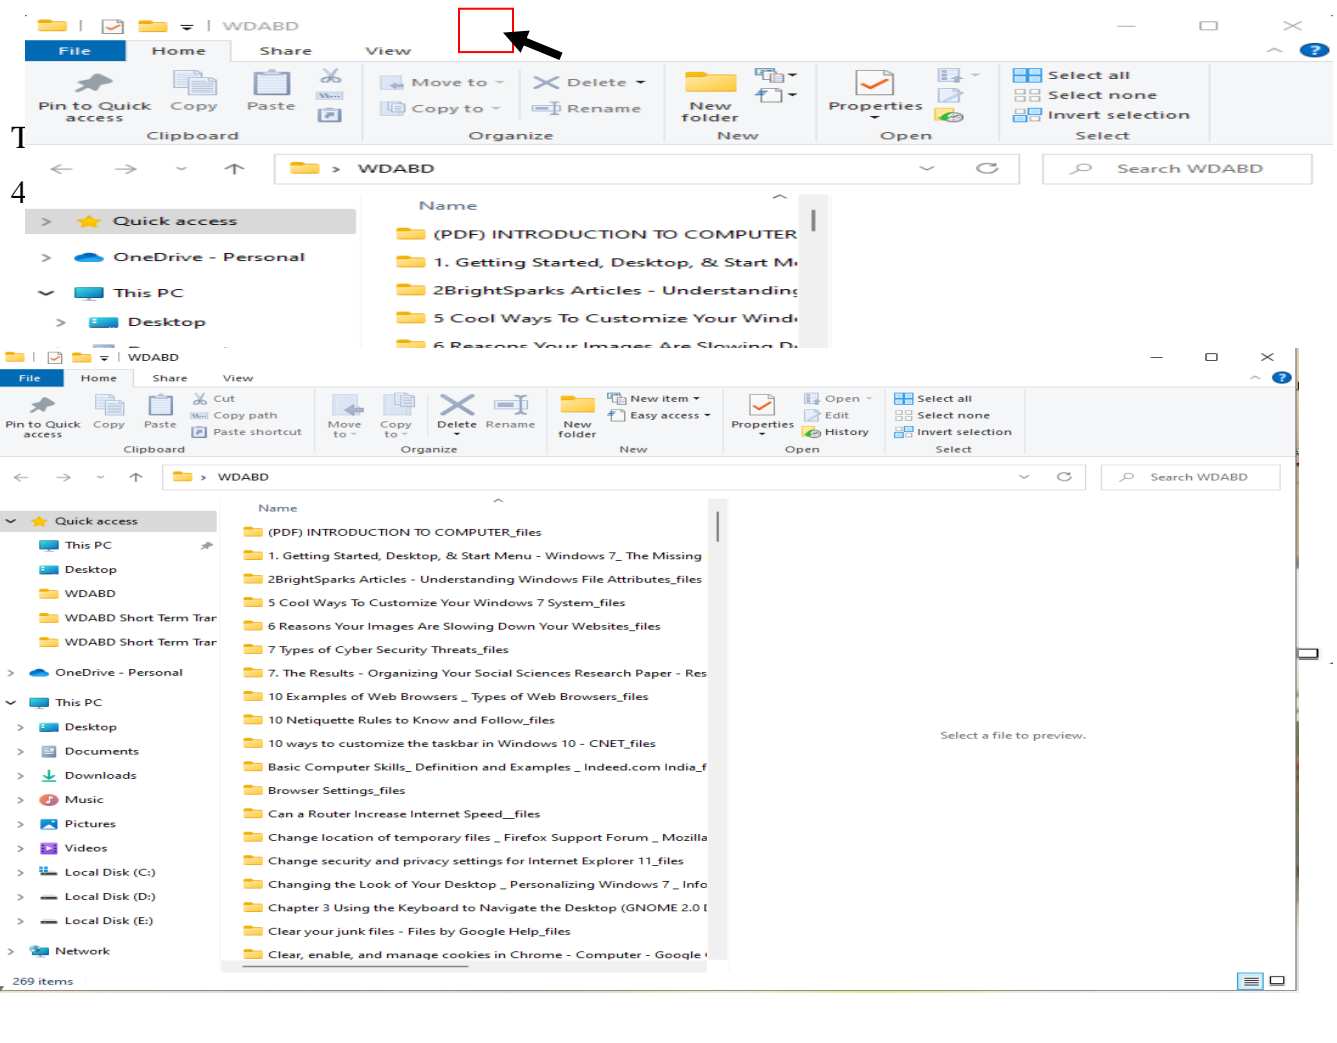 WDABD
File Home Share View
Select all
Move to Delete
Pin to Quick access Copy Paste Copy to Rename New folder Properties Select none
Invert selection
T
Clipboard Organize New Open Select
WDABD Search WDABD
4
Name
Quick access
(PDF) INTRODUCTION TO COMPUTER
OneDrive - Personal
1. Getting Started, Desktop, & Start
This PC
2BrightSparks Articles - Understanding
Desktop
5 Cool Ways To Customize Your
6 Reasons Your Images Are Slowing
WDABD
File Home Share View
Cut New item Open Select all
Copy path Easy access Edit Select none
Pin to Quick access Copy Paste Paste shortcut Move to Copy to Delete Rename New folder Properties History Invert selection
Clipboard Organize New Open Select
WDABD Search WDABD
Name
Quick access
(PDF) INTRODUCTION TO COMPUTER_files
This PC
1. Getting Started, Desktop, & Start Menu - Windows 7_ The Missing
Desktop
2BrightSparks Articles - Understanding Windows File Attributes_files
WDABD
5 Cool Ways To Customize Your Windows 7 System_files
WDABD Short Term Trar
6 Reasons Your Images Are Slowing Down Your Websites_files
WDABD Short Term Trar
7 Types of Cyber Security Threats_files
OneDrive - Personal
7. The Results - Organizing Your Social Sciences Research Paper - Res
This PC
10 Examples of Web Browsers _ Types of Web Browsers_files
Desktop
10 Netiquette Rules to Know and Follow_files
Select a file to preview.
Documents
10 ways to customize the taskbar in Windows 10 - CNET_files
Downloads
Basic Computer Skills_ Definition and Examples _ Indeed.com India_f
Music
Browser Settings_files
Pictures
Can a Router Increase Internet Speed__files
Videos
Change location of temporary files _ Firefox Support Forum _ Mozilla
Local Disk (C:)
Change security and privacy settings for Internet Explorer 11_files
Local Disk (D:)
Changing the Look of Your Desktop _ Personalizing Windows 7 _ Info
Local Disk (E:)
Chapter 3 Using the Keyboard to Navigate the Desktop (GNOME 2.0
Clear your junk files - Files by Google Help_files
Network
Clear, enable, and manage cookies in Chrome - Computer - Google
269 items